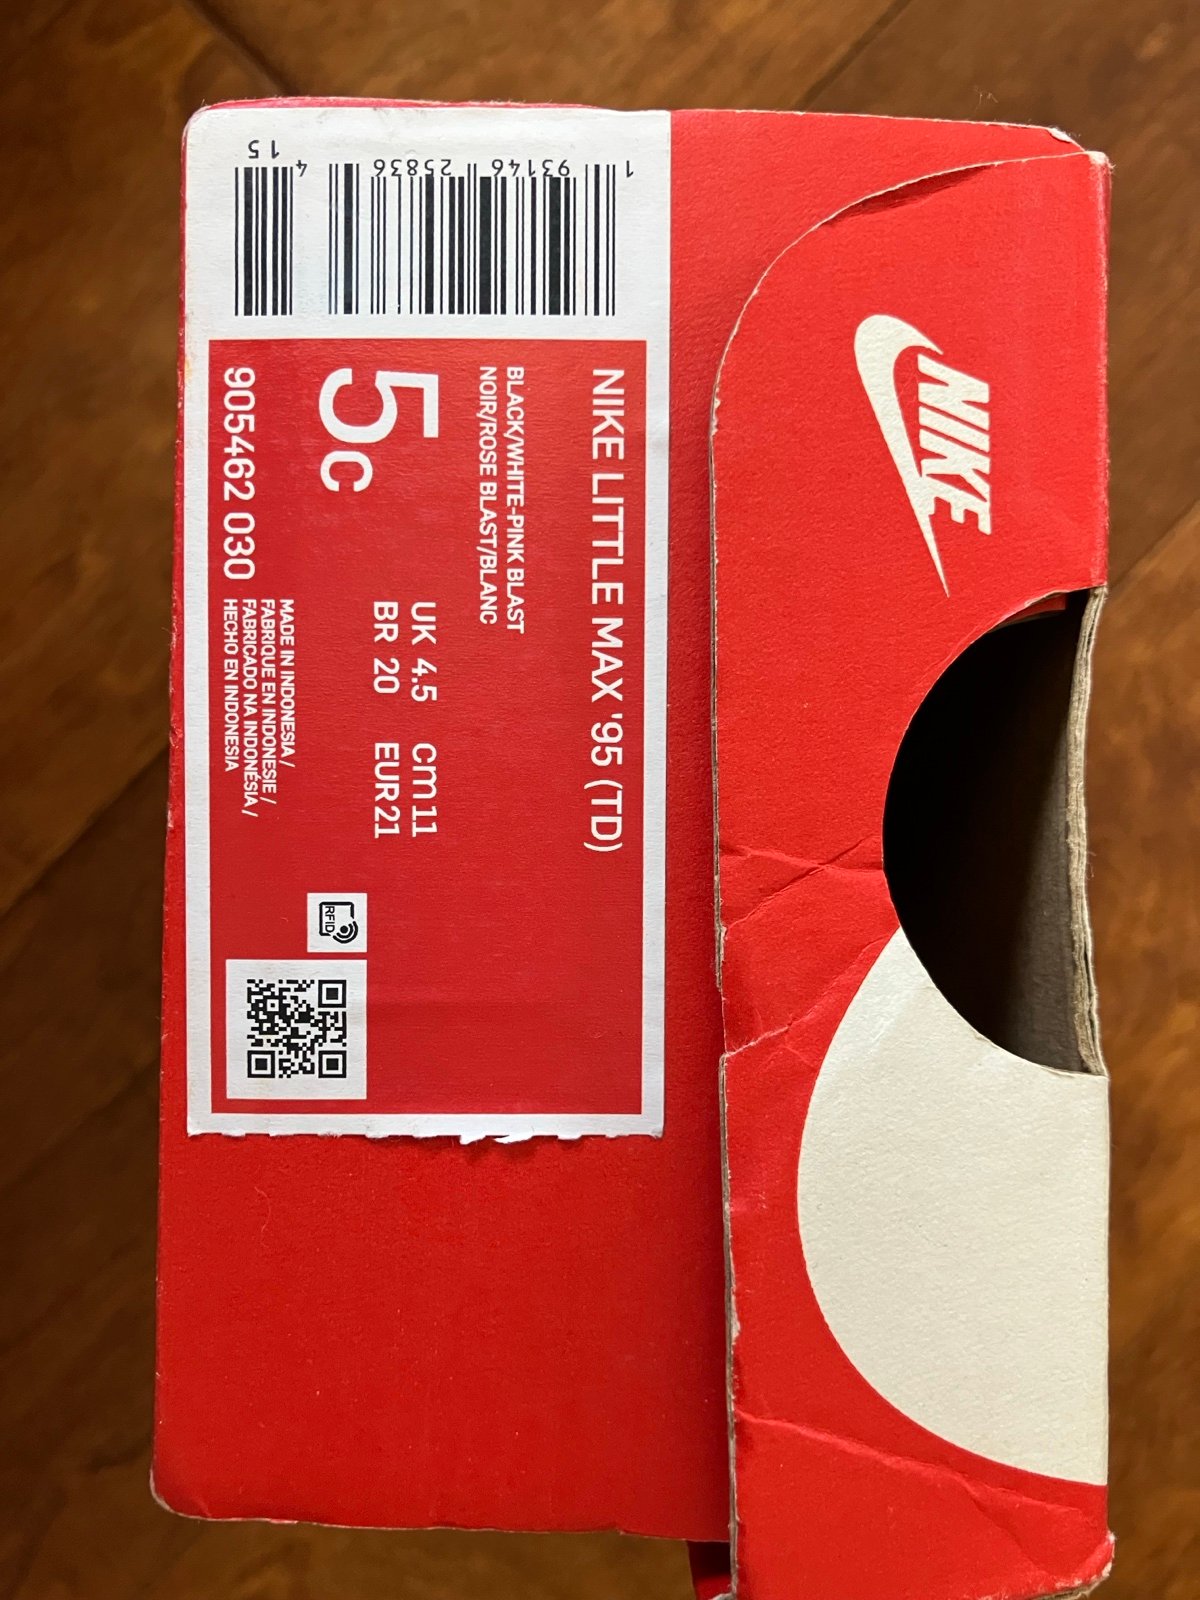 NIKE
NIKE LITTLE MAX '95 (TD)
BLACK/WHITE-PINK BLAST
NOIR/ROSE BLAST/BLANC
5C
UK 4.5 cm 11
BR 20 EUR 21
905462 030
MADE IN INDONESIA /
FABRIQUE EN INDONESIE /
FABRICADO NA INDONÉSIA /
HECHO EN INDONESIA
RFID
1 93146 25836 4 15